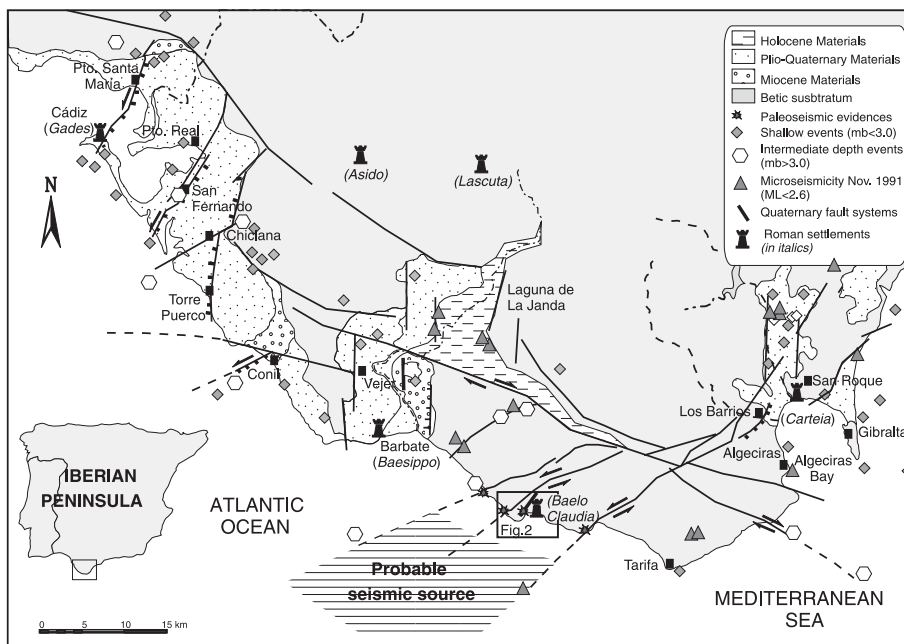 Holocene Materials
Plio-Quaternary Materials
Miocene Materials
Betic susbtratum
Paleoseismic evidences
Shallow events (mb<3.0)
Intermediate depth events
(mb>3.0)
Microseismicity Nov. 1991
(ML<2.6)
Quaternary fault systems
Roman settlements
(in italics)
Pto. Santa
María
Cádiz
(Gades)
Pto. Real
N
San
Fernando
Chiclana
(Asido)
(Lascuta)
Torre
Puerco
Laguna de
La Janda
Conil
Vejer
San Roque
Los Barrios
(Carteia)
Gibralta
Barbate
(Baesippo)
Algeciras
Algeciras
Bay
IBERIAN
PENINSULA
ATLANTIC
OCEAN
(Baelo
Claudia)
Fig.2
Probable
seismic source
Tarifa
MEDITERRANEAN
SEA
0 5 10 15 km